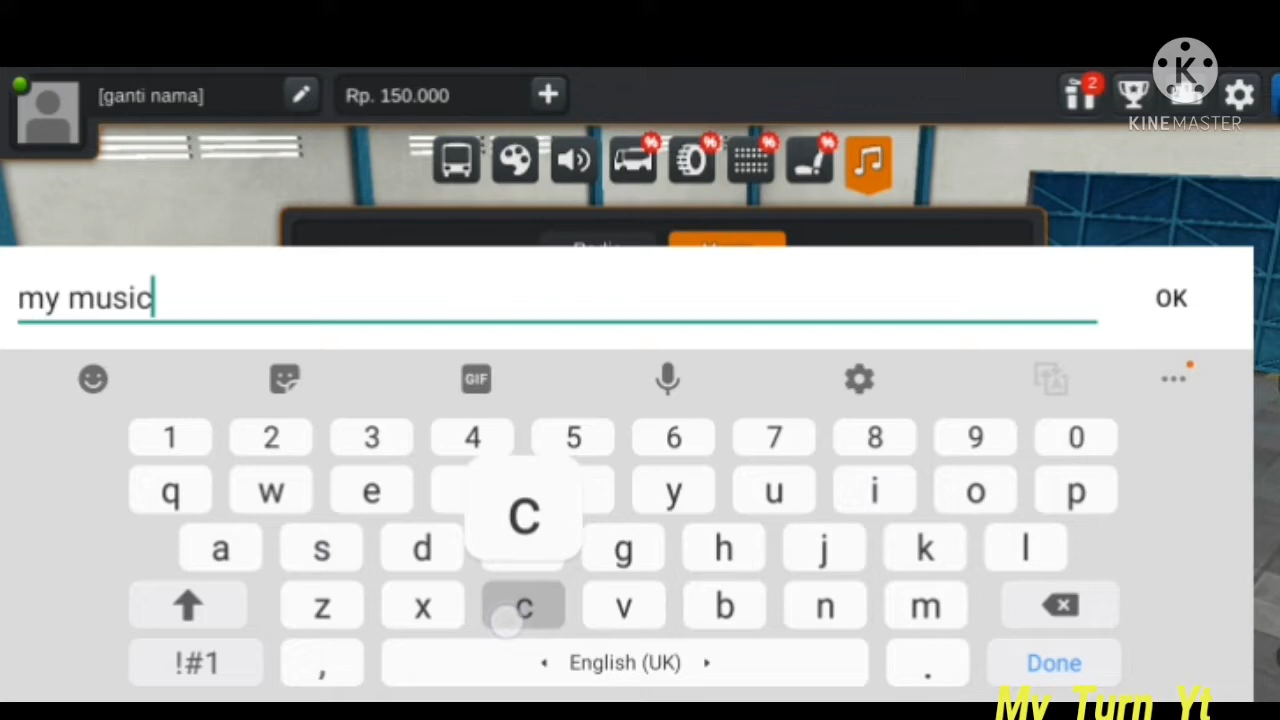 [ganti nama]
Rp. 150.000
2
K
KINEMASTER
my music
OK
GIF
1 2 3 4 5 6 7 8 9 0
q w e y u i o p
c
a s d g h j k l
z x c v b n m
!#1 , English (UK) . Done
My Turn Yt